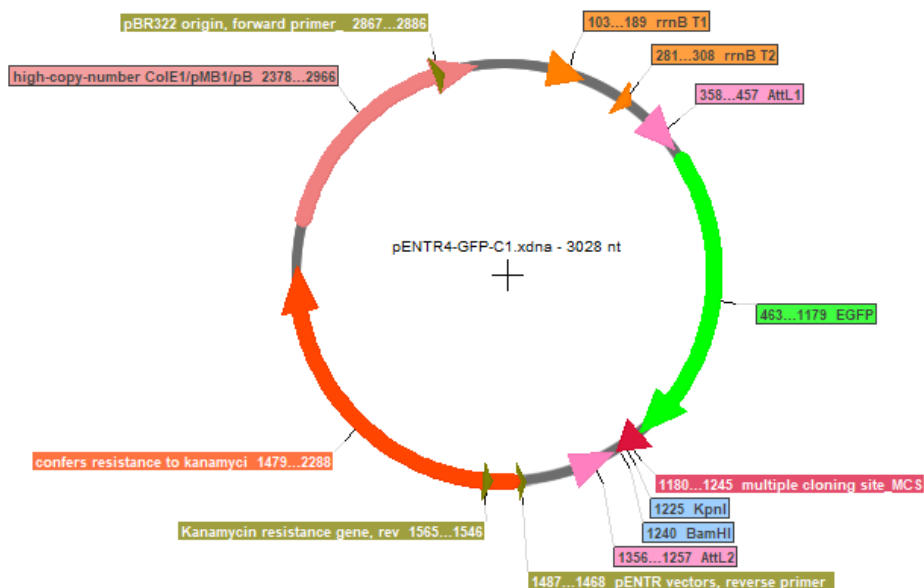 pBR322 origin, forward primer_ 2867...2886
103...189 rrnB T1
281...308 rrnB T2
high-copy-number ColE1/pMB1/pB 2378...2966
358...457 AttL1
pENTR4-GFP-C1.xdna - 3028 nt
463...1179 EGFP
confers resistance to kanamyci 1479...2288
1180...1245 multiple cloning site_MCS
1225 KpnI
Kanamycin resistance gene, rev 1565...1546
1240 BamHI
1356...1257 AttL2
1487...1468 pENTR vectors, reverse primer